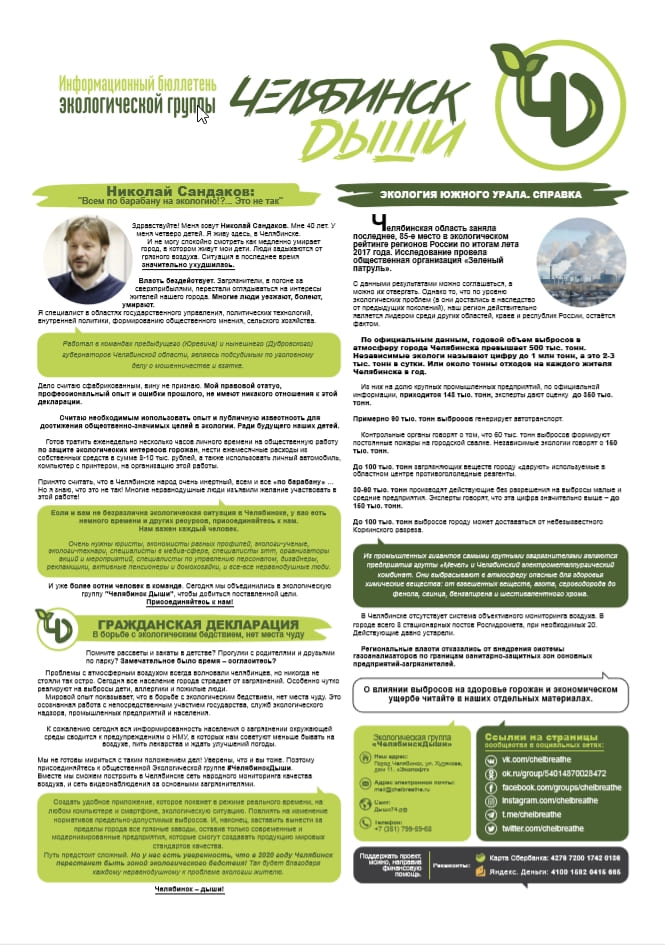 Информационный бюллетень
экологической группы
ЧЕЛЯБИНСК
ДЫШИ
ЧД
Николай Сандаков:
"Всем по барабану на экологию!?... Это не так"
Здравствуйте! Меня зовут Николай Сандаков. Мне 40 лет. У
меня четверо детей. Я живу здесь, в Челябинске.
И не могу спокойно смотреть как медленно умирает
город, в котором живут мои дети. Люди задыхаются от
грязного воздуха. Ситуация в последнее время
значительно ухудшилась.
Власть бездействует. Загрязнители, в погоне за
сверхприбылями, перестали оглядываться на интересы
жителей нашего города. Многие люди уезжают, болеют,
умирают.
Я специалист в областях государственного управления, политических технологий,
внутренней политики, формированию общественного мнения, сельского хозяйства.
Работал в командах предыдущего (Юревича) и нынешнего (Дубровского)
губернаторов Челябинской области, являюсь подсудимым по уголовному
делу о мошенничестве и взятке.
Дело считаю сфабрикованным, вину не признаю. Мой правовой статус,
профессиональный опыт и ошибки прошлого, не имеют никакого отношения к этой
декларации.
Считаю необходимым использовать опыт и публичную известность для
достижения общественно-значимых целей в экологии. Ради будущего наших детей.
Готов тратить еженедельно несколько часов личного времени на общественную работу
по защите экологических интересов горожан, нести ежемесячные расходы из
собственных средств в сумме 8-10 тыс. рублей, а также использовать личный автомобиль,
компьютер с принтером, на организацию этой работы.
Принято считать, что в Челябинске народ очень инертный, всем и все «по барабану» ...
Но я знаю, что это не так! Многие неравнодушные люди изъявили желание участвовать в
этой работе!
Если и вам не безразлична экологическая ситуация в Челябинске, у вас есть
немного времени и других ресурсов, присоединяйтесь к нам.
Нам важен каждый человек.
Очень нужны юристы, экономисты разных профилей, экологи-ученые,
экологи-технари, специалисты в медиа-сфере, специалисты smm, организаторы
акций и мероприятий, специалисты по управлению персоналом, дизайнеры,
рекламщики, активные пенсионеры и домохозяйки, и все-все неравнодушные люди.
И уже более сотни человек в команде. Сегодня мы объединились в экологическую
группу "Челябинск Дыши", чтобы добиться поставленной цели.
Присоединяйтесь к нам!
ЧД
ГРАЖДАНСКАЯ ДЕКЛАРАЦИЯ
В борьбе с экологическим бедствием, нет места чуду
Помните рассветы и закаты в детстве? Прогулки с родителями и друзьями
по парку? Замечательное было время – согласитесь?
Проблемы с атмосферным воздухом всегда волновали челябинцев, но никогда не
стояли так остро. Сегодня все население города страдает от загрязнений. Особенно чутко
реагируют на выбросы дети, аллергики и пожилые люди.
Мировой опыт показывает, что в борьбе с экологическим бедствием, нет места чуду. Это
осознанная работа с непосредственным участием государства, служб экологического
надзора, промышленных предприятий и населения.
К сожалению сегодня вся информированность населения о загрязнении окружающей
среды сводится к предупреждениям о НМУ, в которых нам советуют меньше бывать на
воздухе, пить лекарства и ждать улучшений погоды.
Мы не готовы мириться с таким положением дел! Уверены, что и вы тоже. Поэтому
присоединяйтесь к общественной Экологической группе #ЧелябинскДыши.
Вместе мы сможем построить в Челябинске сеть народного мониторинга качества
воздуха, и сеть видеонаблюдения за основными загрязнителями.
Создать удобное приложение, которое покажет в режиме реального времени, на
любом компьютере и смартфоне, экологическую ситуацию. Повлиять на изменение
нормативов предельно-допустимых выбросов. И, наконец, заставить вынести за
пределы города все грязные заводы, оставив только современные и
модернизированные предприятия, которые смогут создавать продукцию мировых
стандартов качества.
Путь предстоит сложный. Но у нас есть уверенность, что в 2020 году Челябинск
перестанет быть зоной экологического бедствия! Так будет благодаря
каждому неравнодушному к проблеме экологии жителю.
Челябинск – дыши!
ЭКОЛОГИЯ ЮЖНОГО УРАЛА. СПРАВКА
Челябинская область заняла
последнее, 85-е место в экологическом
рейтинге регионов России по итогам лета
2017 года. Исследование провела
общественная организация «Зеленый
патруль».
С данными результатами можно соглашаться, а
можно их отвергать. Однако то, что по уровню
экологических проблем (в они достались в наследство
от предыдущих поколений), наш регион действительно
является лидером среди других областей, краев и республик России, остаётся
фактом.
По официальным данным, годовой объем выбросов в
атмосферу города Челябинска превышает 500 тыс. тонн.
Независимые экологи называют цифру до 1 млн тонн, а это 2-3
тыс. тонн в сутки. Или около тонны отходов на каждого жителя
Челябинска в год.
Из них на долю крупных промышленных предприятий, по официальной
информации, приходится 143 тыс. тонн, эксперты дают оценку до 350 тыс.
тонн.
Примерно 92 тыс. тонн выбросов генерирует автотранспорт.
Контрольные органы говорят о том, что 60 тыс. тонн выбросов формируют
постоянные пожары на городской свалке. Независимые экологи говорят о 150
тыс. тонн.
До 100 тыс. тонн загрязняющих веществ городу «даруют» используемые в
областном центре противогололедные реагенты.
30-80 тыс. тонн производят действующие без разрешения на выбросы малые и
средние предприятия. Эксперты говорят, что эта цифра значительно выше – до
150 тыс. тонн.
До 100 тыс. тонн выбросов городу может доставаться от небезызвестного
Коркинского разреза.
Из промышленных гигантов самыми крупными загрязнителями являются
предприятия группы «Мечел» и Челябинский электрометаллургический
комбинат. Они выбрасывают в атмосферу опасные для здоровья
химические вещества: от взвешенных веществ, азота, сероводорода до
фенола, свинца, бензапирена и шестивалентного хрома.
В Челябинске отсутствует система объективного мониторинга воздуха. В
городе всего 8 стационарных постов Росгидромета, при необходимых 20.
Действующие давно устарели.
Региональные власти отказались от внедрения системы
газоанализаторов по границам санитарно-защитных зон основных
предприятий-загрязнителей.
О влиянии выбросов на здоровье горожан и экономическом
ущербе читайте в наших отдельных материалах.
Экологическая группа
«ЧелябинскДыши»
Наш адрес:
Город Челябинск, ул. Худякова,
дом 11. «Экспофт»
Адрес электронной почты:
mail@chelbreathe.ru
Сайт:
Дыши74.рф
Телефон:
+7 (351) 799-59-58
Ссылки на страницы
сообщества в социальных сетях:
vk.com/chelbreathe
ok.ru/group/54014870028472
facebook.com/groups/chelbreathe
instagram.com/chelbreathe
t.me/chelbreathe
twitter.com/chelbreathe
Поддержать проект,
можно, направив
финансовую
помощь.
Реквизиты:
Карта Сбербанка: 4276 7200 1742 0106
Яндекс. Деньги: 4100 1592 0415 665